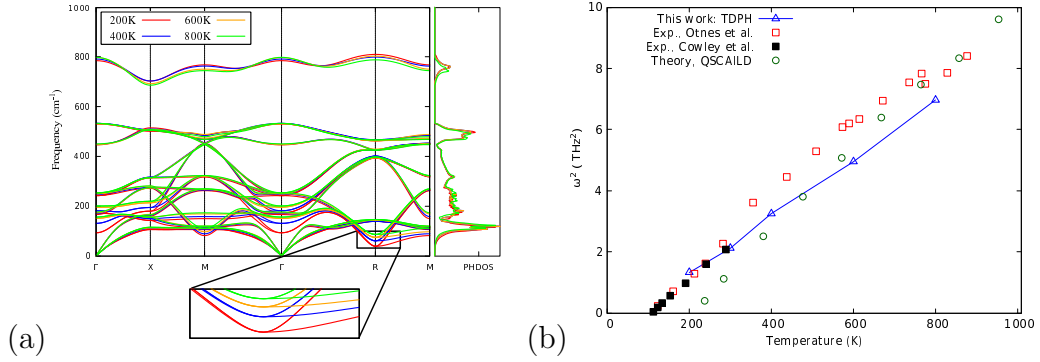 200K 600K
400K 800K
1000
800
600
400
200
0
Frequency (cm⁻¹)
Γ X M Γ R M PHDOS
(a)
This work: TDPH
Exp., Otnes et al.
Exp., Cowley et al.
Theory, QSCAILD
10
8
6
4
2
0
ω² ( THz²)
0 200 400 600 800 1000
Temperature (K)
(b)